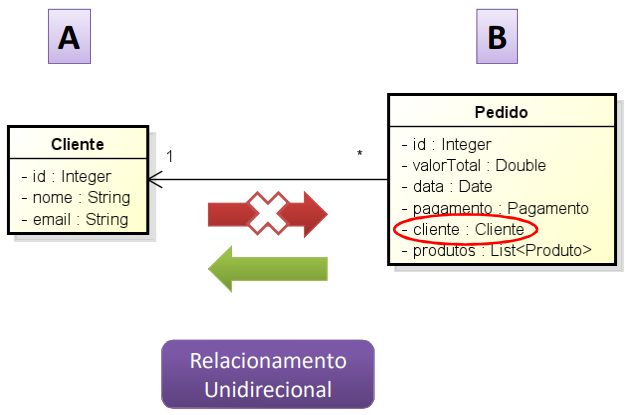 A
B
Cliente
- id : Integer
- nome : String
- email : String
1
*
Pedido
- id : Integer
- valorTotal : Double
- data : Date
- pagamento : Pagamento
- cliente : Cliente
- produtos : List<Produto>
Relacionamento
Unidirecional